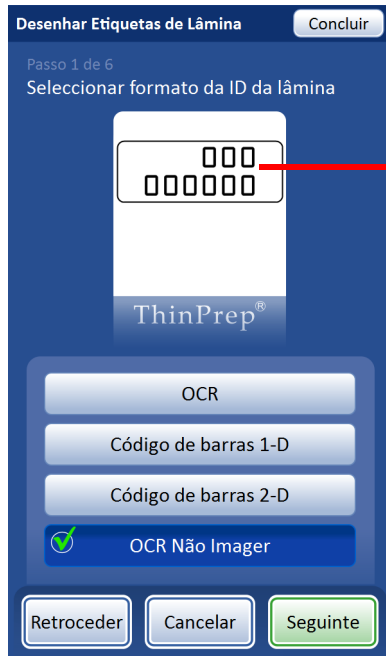 Desenhar Etiquetas de Lâmina
Concluir
Passo 1 de 6
Seleccionar formato da ID da lâmina
000
000000
ThinPrep®
OCR
Código de barras 1-D
Código de barras 2-D
OCR Não Imager
Retroceder
Cancelar
Seguinte